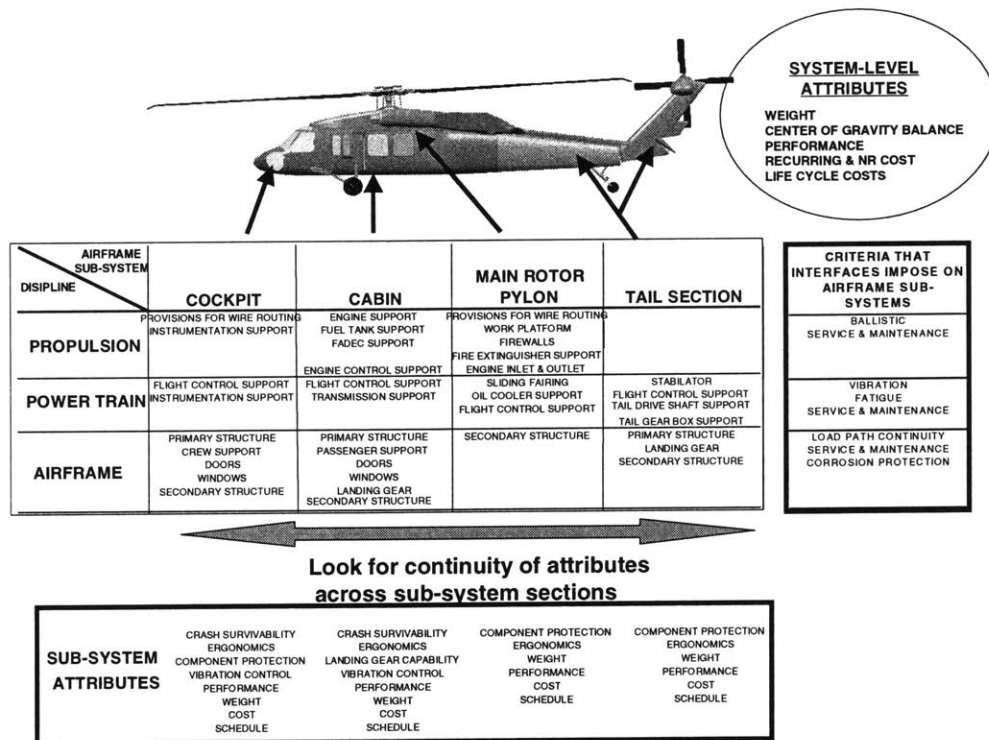 SYSTEM-LEVEL
ATTRIBUTES
WEIGHT
CENTER OF GRAVITY BALANCE
PERFORMANCE
RECURRING & NR COST
LIFE CYCLE COSTS
AIRFRAME
SUB-SYSTEM
DISIPLINE
COCKPIT
CABIN
MAIN ROTOR
PYLON
TAIL SECTION
PROPULSION
PROVISIONS FOR WIRE ROUTING
INSTRUMENTATION SUPPORT
ENGINE SUPPORT
FUEL TANK SUPPORT
FADEC SUPPORT
ENGINE CONTROL SUPPORT
PROVISIONS FOR WIRE ROUTING
WORK PLATFORM
FIREWALLS
FIRE EXTINGUISHER SUPPORT
ENGINE INLET & OUTLET
POWER TRAIN
FLIGHT CONTROL SUPPORT
INSTRUMENTATION SUPPORT
FLIGHT CONTROL SUPPORT
TRANSMISSION SUPPORT
SLIDING FAIRING
OIL COOLER SUPPORT
FLIGHT CONTROL SUPPORT
STABILATOR
FLIGHT CONTROL SUPPORT
TAIL DRIVE SHAFT SUPPORT
TAIL GEAR BOX SUPPORT
AIRFRAME
PRIMARY STRUCTURE
CREW SUPPORT
DOORS
WINDOWS
SECONDARY STRUCTURE
PRIMARY STRUCTURE
PASSENGER SUPPORT
DOORS
WINDOWS
LANDING GEAR
SECONDARY STRUCTURE
SECONDARY STRUCTURE
PRIMARY STRUCTURE
LANDING GEAR
SECONDARY STRUCTURE
CRITERIA THAT
INTERFACES IMPOSE ON
AIRFRAME SUB-
SYSTEMS
BALLISTIC
SERVICE & MAINTENANCE
VIBRATION
FATIGUE
SERVICE & MAINTENANCE
LOAD PATH CONTINUITY
SERVICE & MAINTENANCE
CORROSION PROTECTION
Look for continuity of attributes
across sub-system sections
SUB-SYSTEM
ATTRIBUTES
CRASH SURVIVABILITY
ERGONOMICS
COMPONENT PROTECTION
VIBRATION CONTROL
PERFORMANCE
WEIGHT
COST
SCHEDULE
CRASH SURVIVABILITY
ERGONOMICS
LANDING GEAR CAPABILITY
VIBRATION CONTROL
PERFORMANCE
WEIGHT
COST
SCHEDULE
COMPONENT PROTECTION
ERGONOMICS
WEIGHT
PERFORMANCE
COST
SCHEDULE
COMPONENT PROTECTION
ERGONOMICS
WEIGHT
PERFORMANCE
COST
SCHEDULE